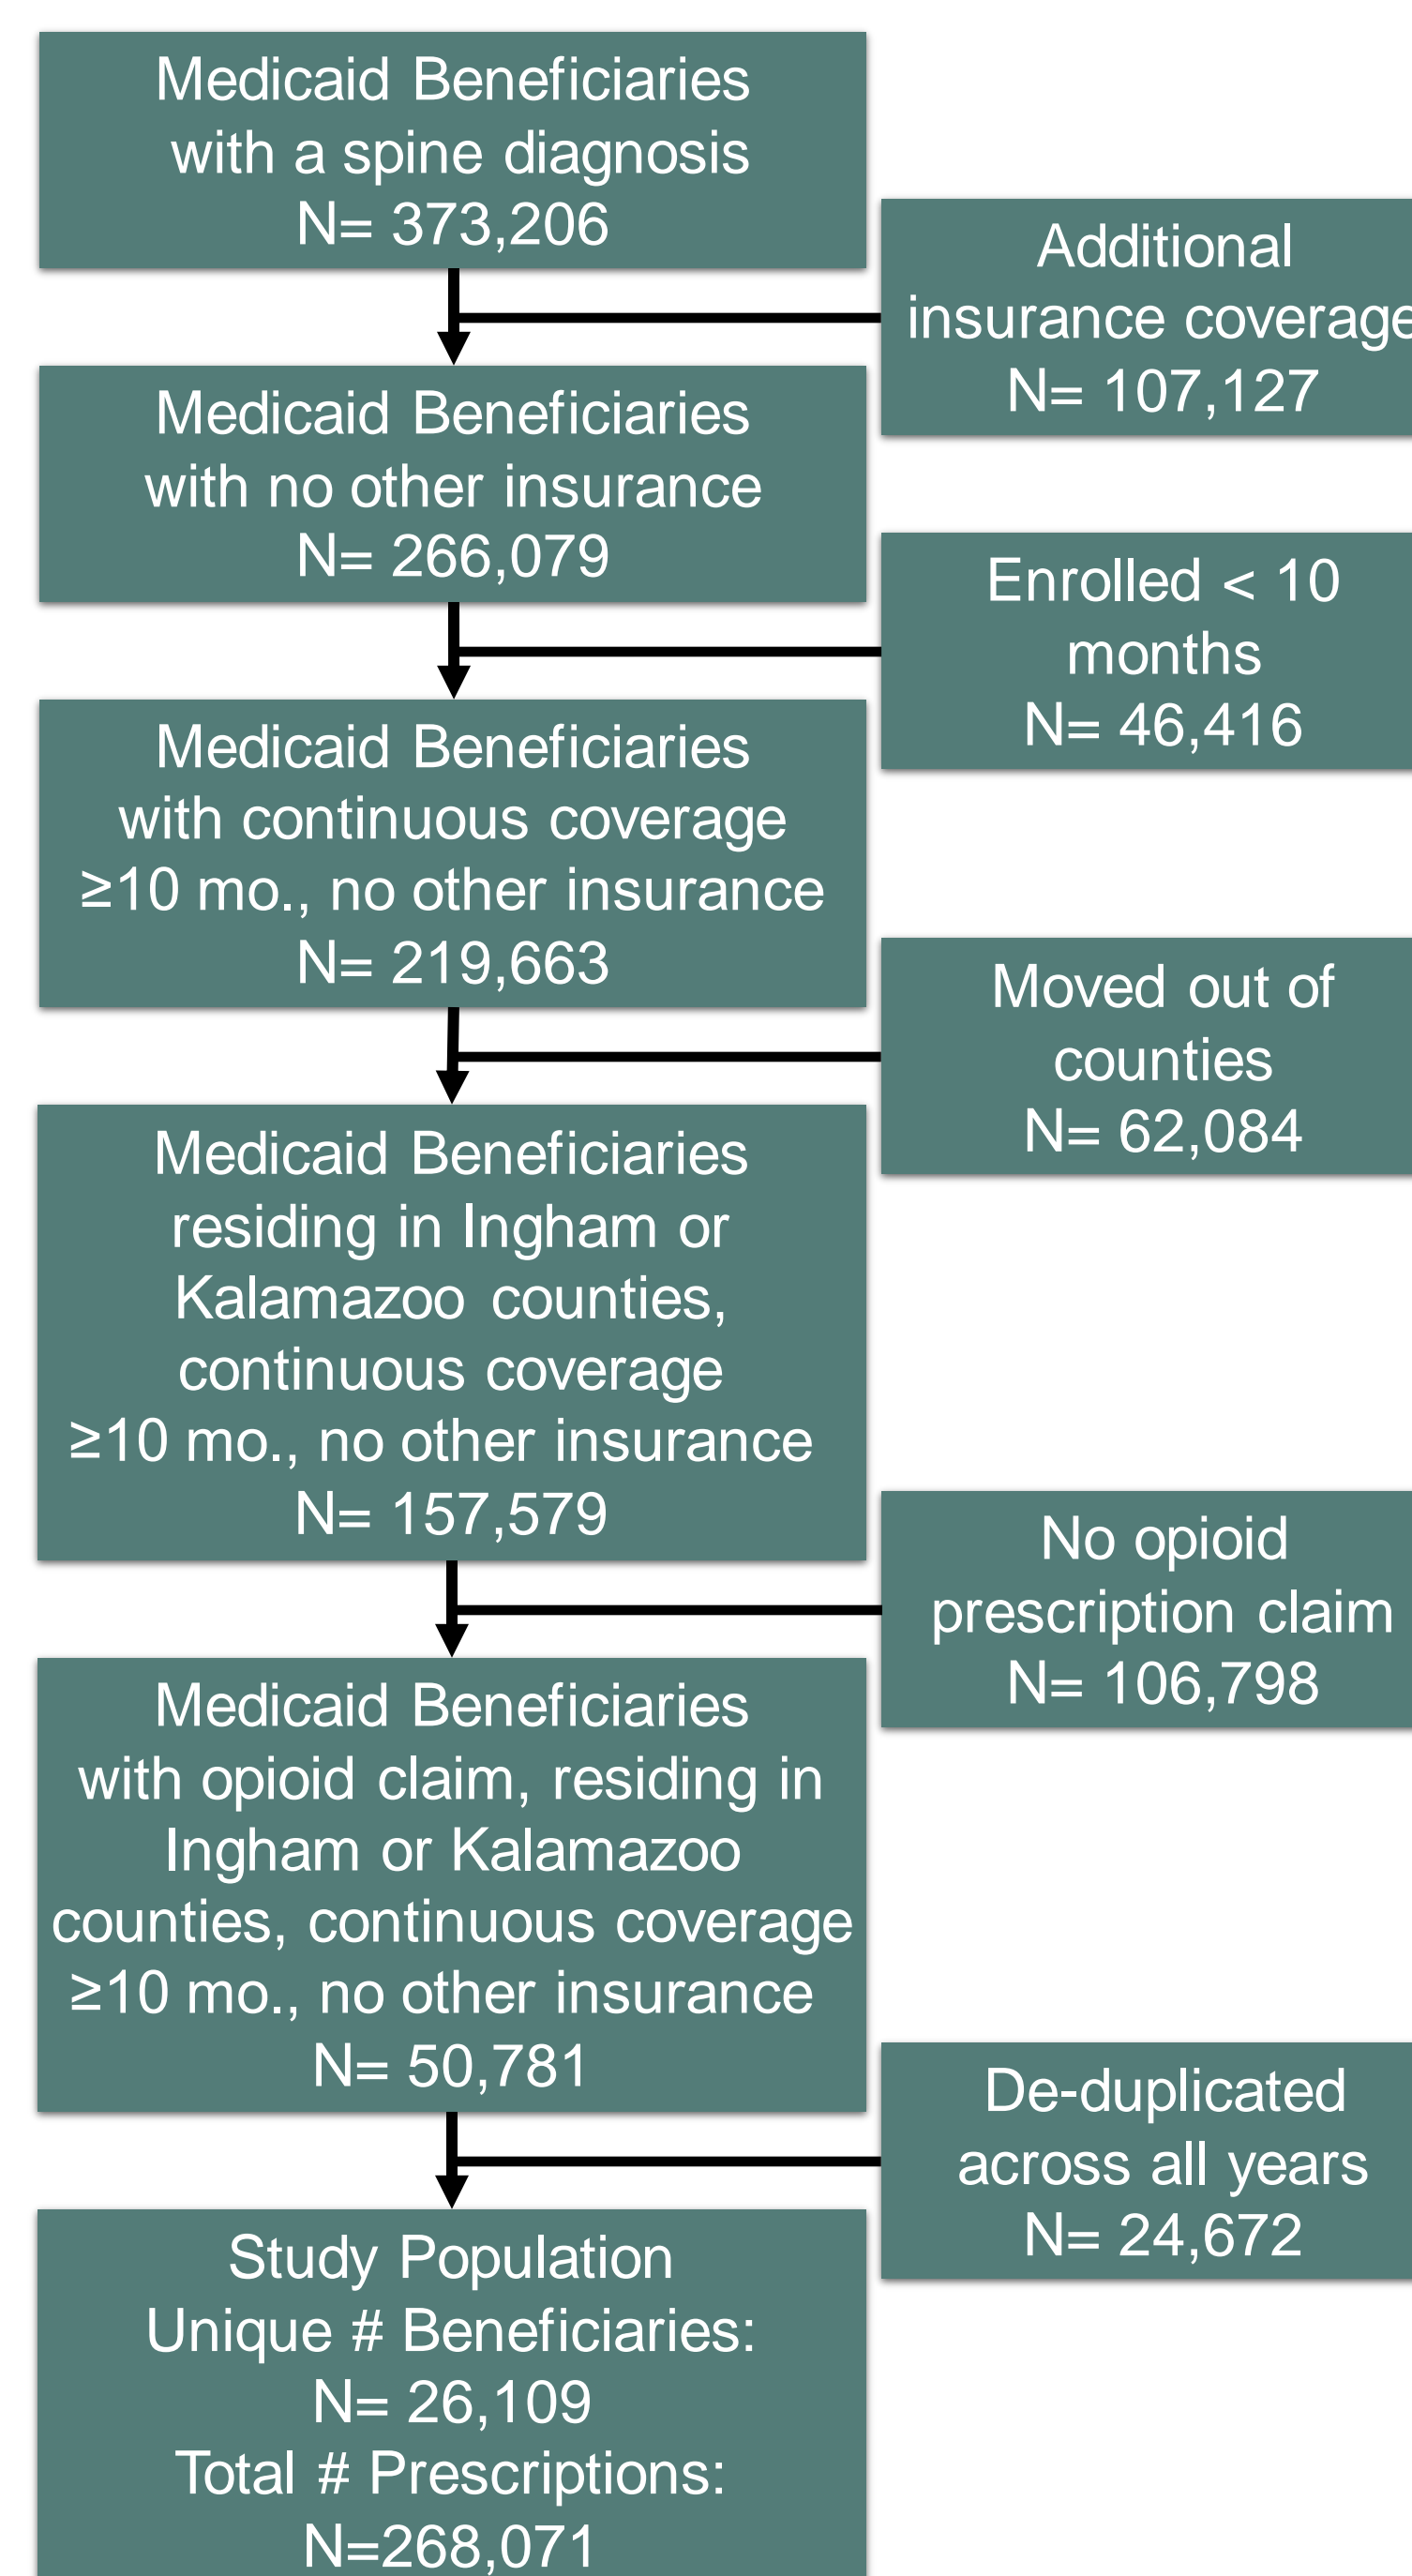 Medicaid Beneficiaries
with a spine diagnosis
N= 373,206
Additional
insurance coverage
N= 107,127
Medicaid Beneficiaries
with no other insurance
N= 266,079
Enrolled < 10
months
N= 46,416
Medicaid Beneficiaries
with continuous coverage
≥10 mo., no other insurance
N= 219,663
Moved out of
counties
N= 62,084
Medicaid Beneficiaries
residing in Ingham or
Kalamazoo counties,
continuous coverage
≥10 mo., no other insurance
N= 157,579
No opioid
prescription claim
N= 106,798
Medicaid Beneficiaries
with opioid claim, residing in
Ingham or Kalamazoo
counties, continuous coverage
≥10 mo., no other insurance
N= 50,781
De-duplicated
across all years
N= 24,672
Study Population
Unique # Beneficiaries:
N= 26,109
Total # Prescriptions:
N=268,071